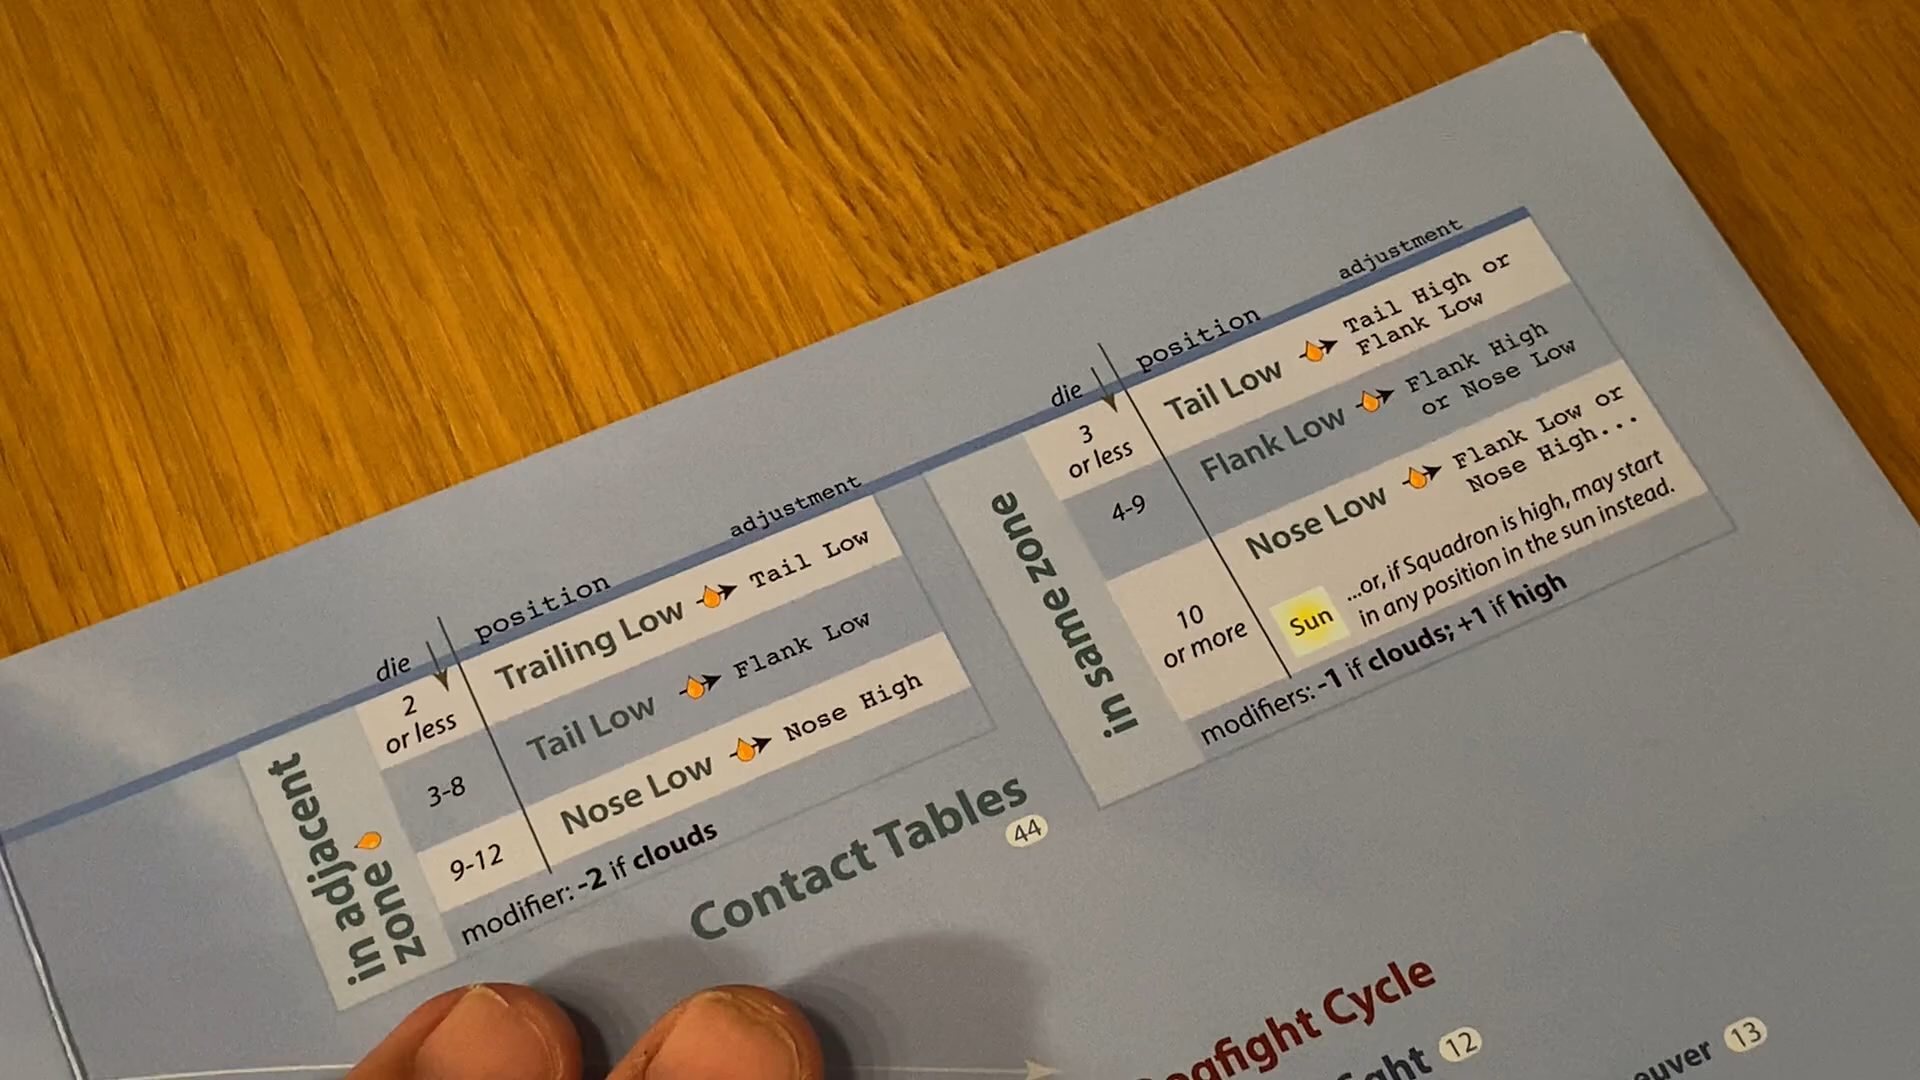 die
position
adjustment
in adjacent
zone
2
or less
Trailing Low
Tail Low
3-8
Tail Low
Flank Low
9-12
Nose Low
Nose High
modifier: -2 if clouds
die
position
adjustment
in same zone
3
or less
Tail Low
Tail High or
Flank Low
4-9
Flank Low
Flank High
or Nose Low
10
or more
Nose Low
Flank Low or
Nose High...
Sun
...or, if Squadron is high, may start
in any position in the sun instead.
modifiers: -1 if clouds; +1 if high
Contact Tables
44
Cycle
12
13